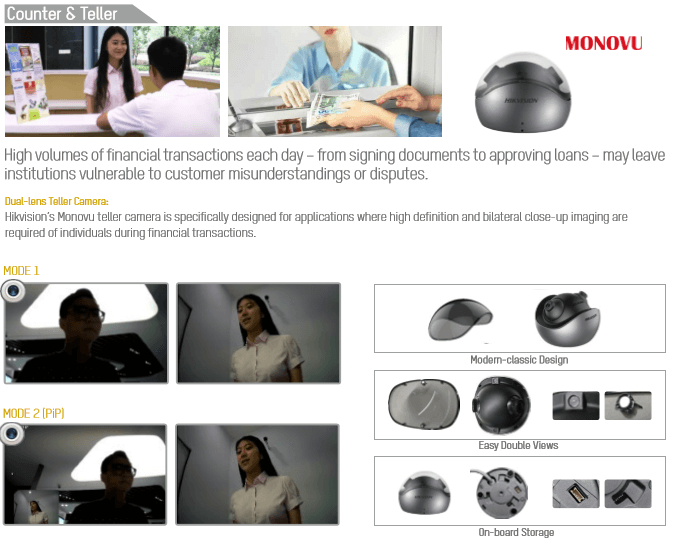 Counter & Teller
MONOVU
HIKVISION
High volumes of financial transactions each day – from signing documents to approving loans – may leave
institutions vulnerable to customer misunderstandings or disputes.
Dual-lens Teller Camera:
Hikvision's Monovu teller camera is specifically designed for applications where high definition and bilateral close-up imaging are
required of individuals during financial transactions.
MODE 1
Modern-classic Design
MODE 2 (PiP)
Easy Double Views
HIKVISION
On-board Storage